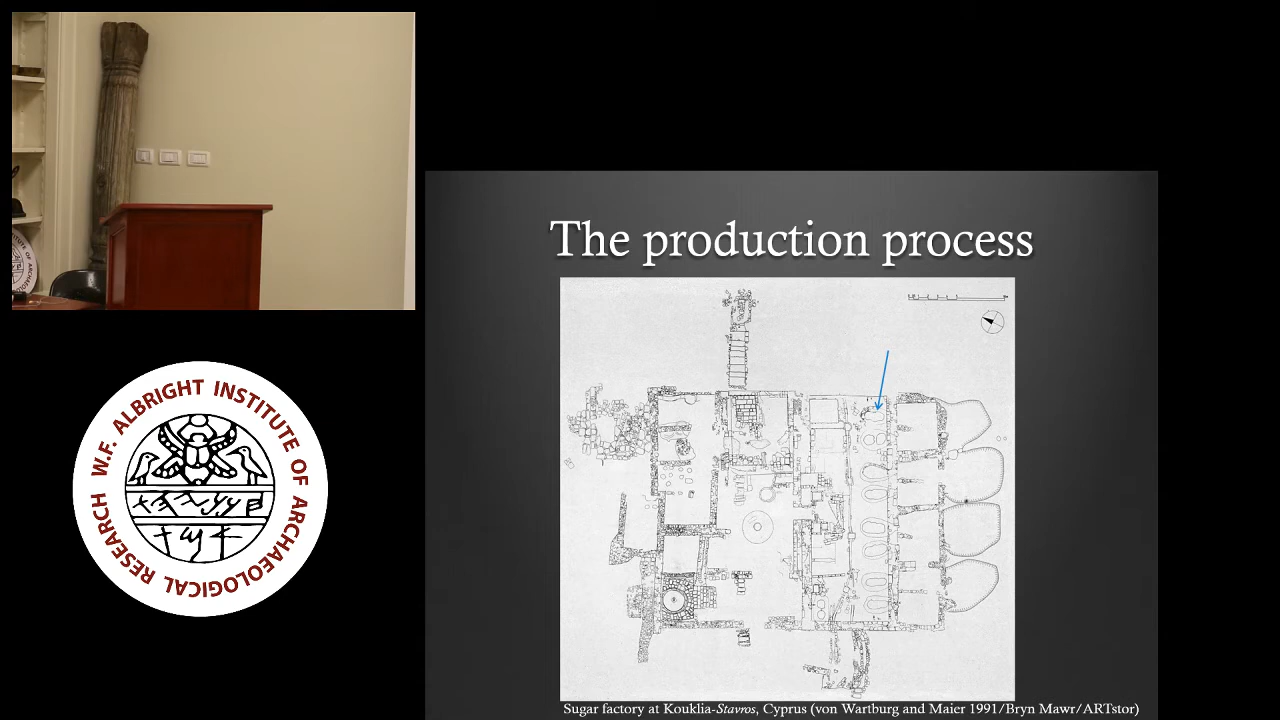 The production process
W.F. ALBRIGHT INSTITUTE OF ARCHAEOLOGICAL RESEARCH
Sugar factory at Kouklia-Stavros, Cyprus (von Wartburg and Maier 1991/Bryn Mawr/ARTstor)